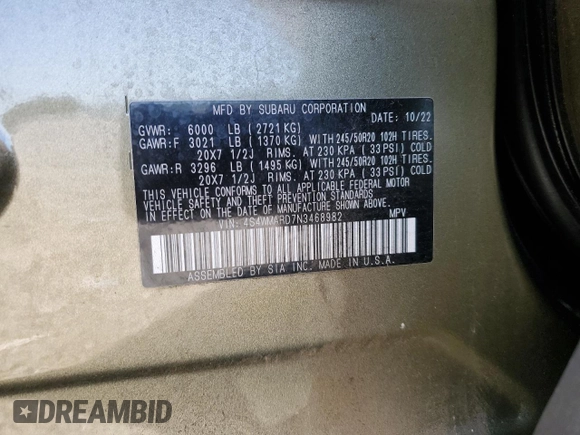 MFD BY SUBARU CORPORATION
DATE: 10/22
GVWR: 6000 LB ( 2721 KG)
GAWR:F 3021 LB ( 1370 KG) WITH 245/50R20 102H TIRES.
20X7 1/2J RIMS. AT 230 KPA ( 33 PSI) COLD
GAWR:R 3296 LB ( 1495 KG) WITH 245/50R20 102H TIRES.
20X7 1/2J RIMS. AT 230 KPA ( 33 PSI) COLD
THIS VEHICLE CONFORMS TO ALL APPLICABLE FEDERAL MOTOR
VEHICLE SAFETY STANDARDS IN EFFECT
ON THE DATE OF MANUFACTURE SHOWN ABOVE.
VIN: MPV
ASSEMBLED BY SIA INC. MADE IN U.S.A.
DREAMBID